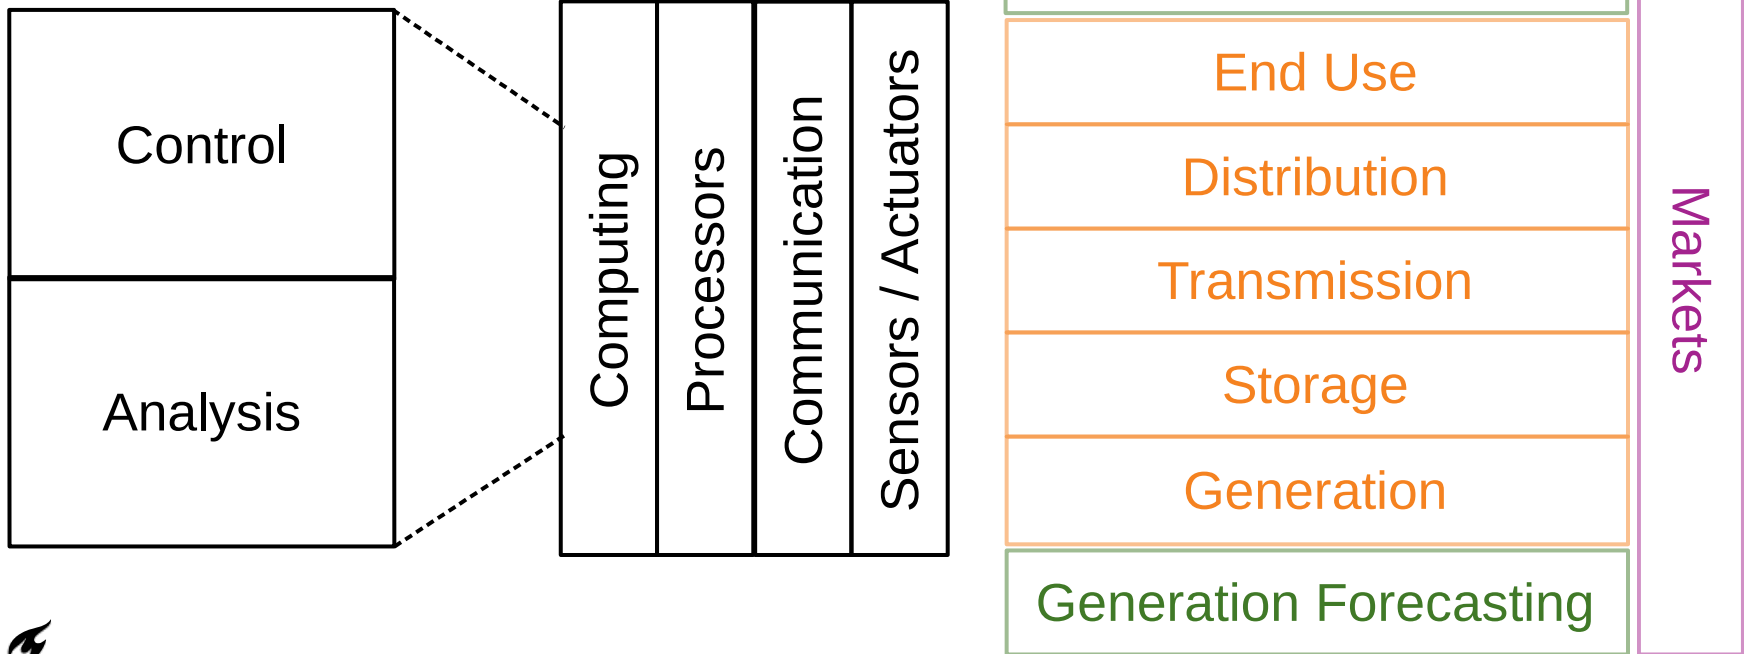 Control
Analysis
Computing
Processors
Communication
Sensors / Actuators
End Use
Distribution
Transmission
Storage
Generation
Generation Forecasting
Markets